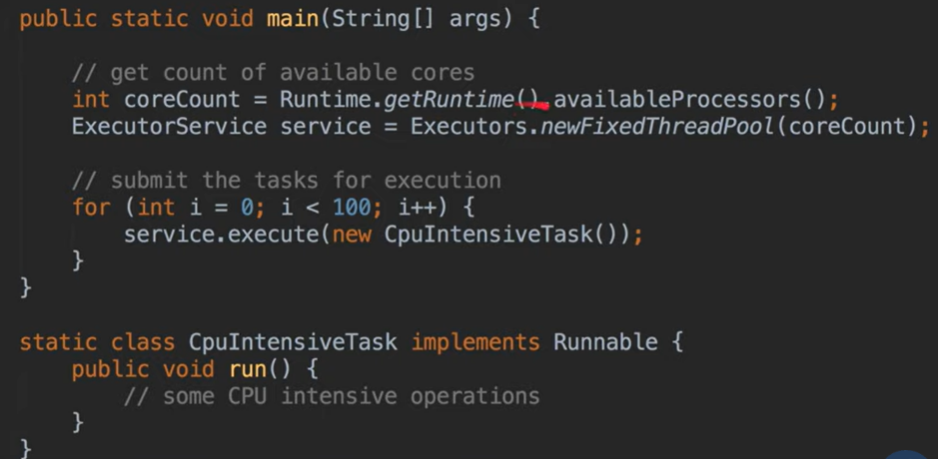 public static void main(String[] args) {
// get count of available cores
int coreCount = Runtime.getRuntime().availableProcessors();
ExecutorService service = Executors.newFixedThreadPool(coreCount);
// submit the tasks for execution
for (int i = 0; i < 100; i++) {
service.execute(new CpuIntensiveTask());
}
}
static class CpuIntensiveTask implements Runnable {
public void run() {
// some CPU intensive operations
}
}